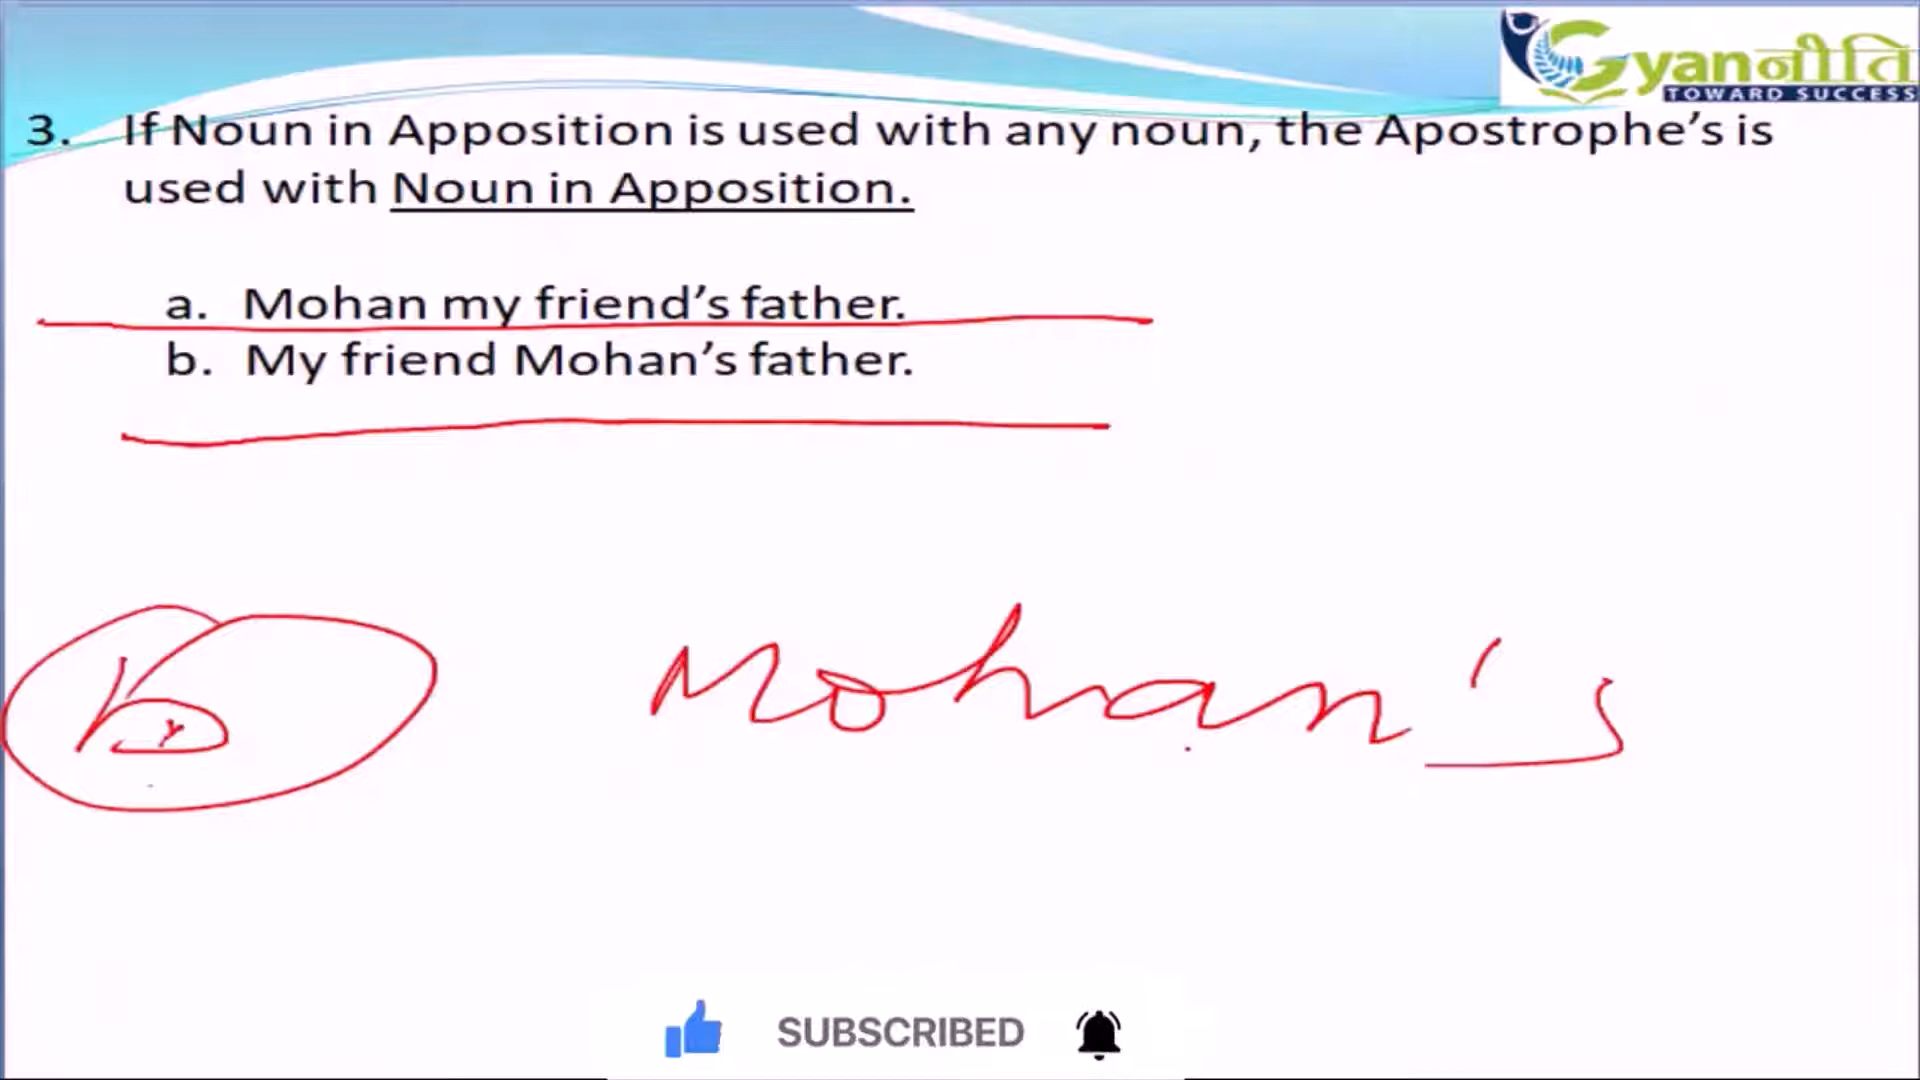 Gyanनीति
TOWARD SUCCESS
3. If Noun in Apposition is used with any noun, the Apostrophe’s is
used with Noun in Apposition.
a. Mohan my friend’s father.
b. My friend Mohan’s father.
Mohan's
SUBSCRIBED